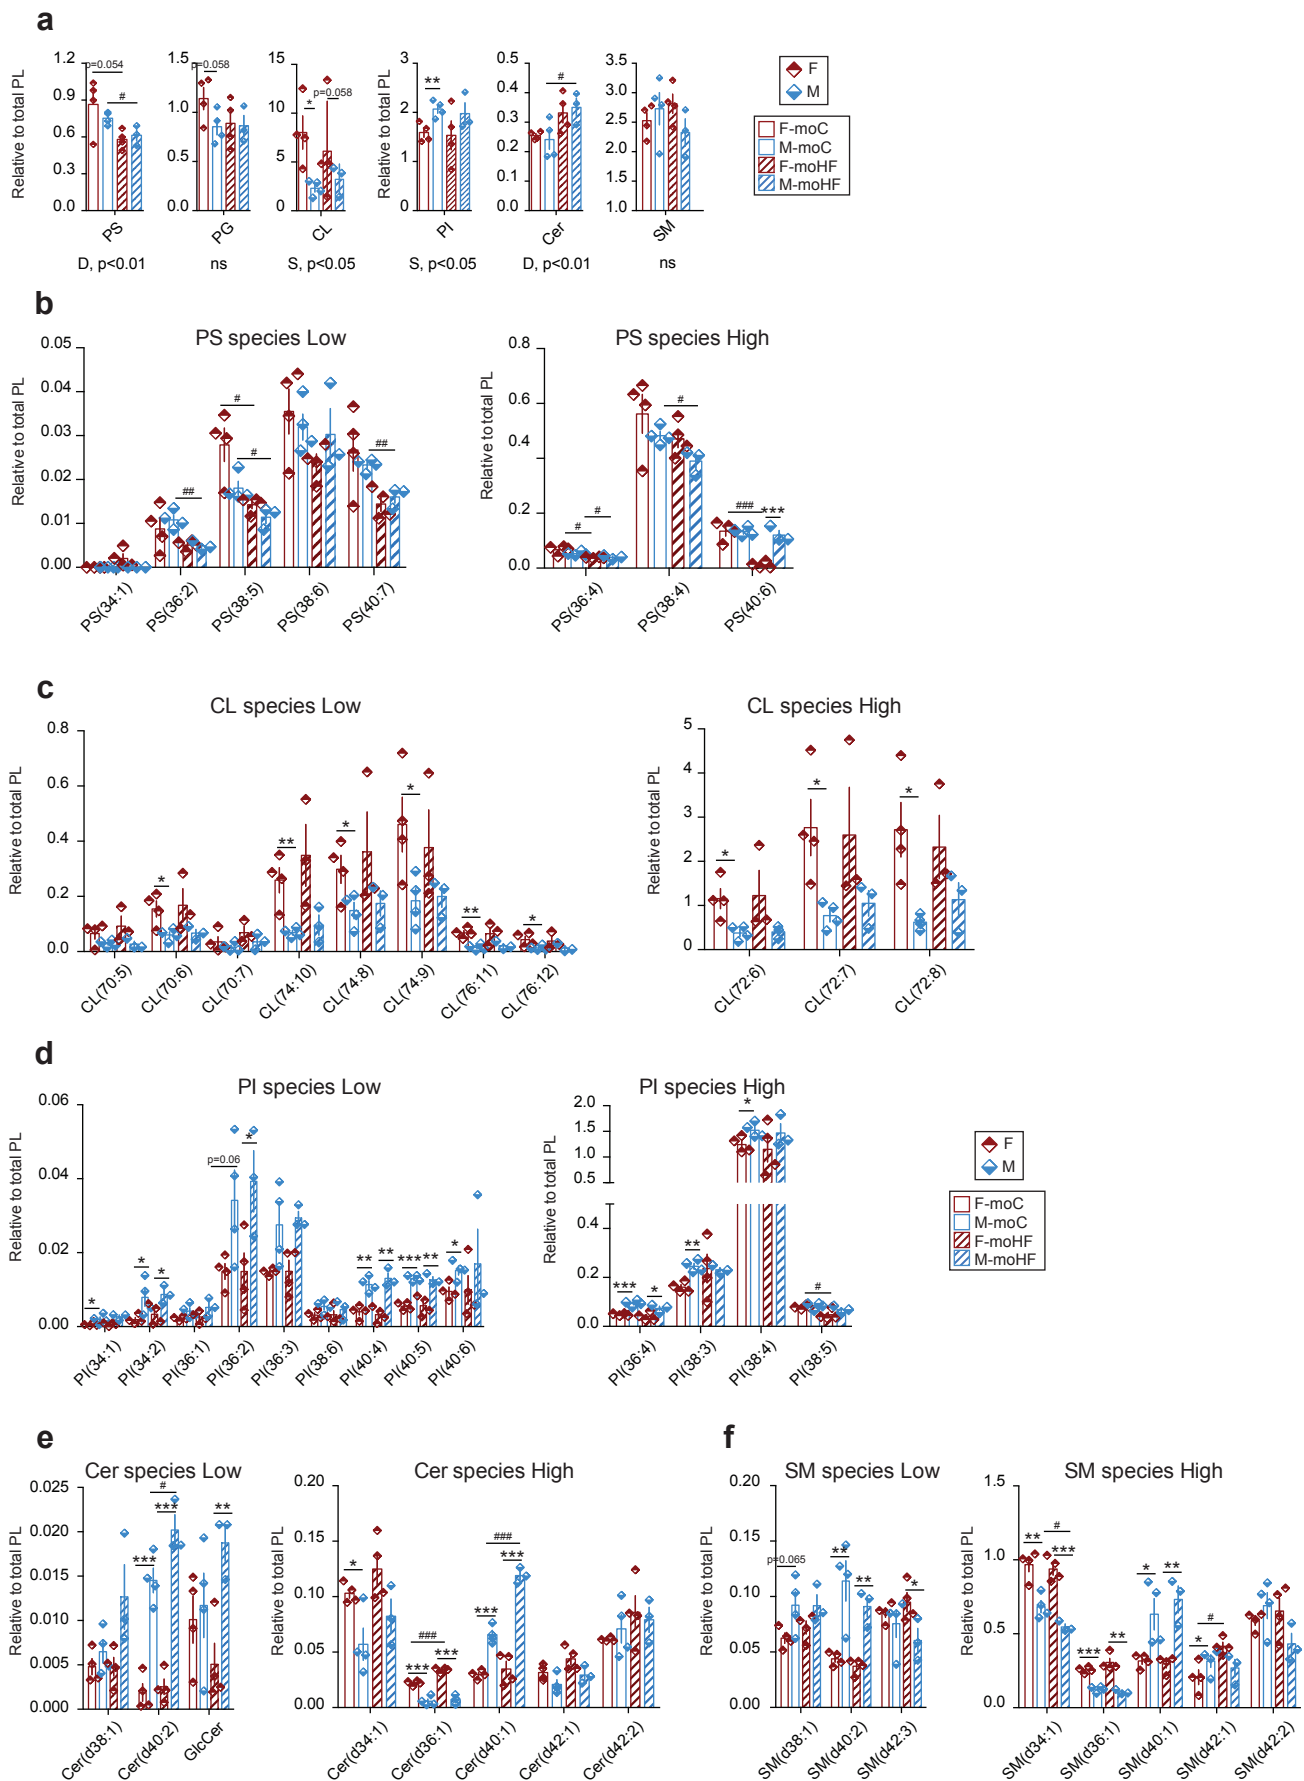 a
Relative to total PL
1.2
0.9
0.6
0.3
0.0
p=0.054
#
PS
D, p<0.01
1.5
1.0
0.5
0.0
p=0.058
PG
ns
15
10
5
0
*
p=0.058
CL
S, p<0.05
3
2
1
0
**
PI
S, p<0.05
0.5
0.4
0.3
0.2
0.1
0.0
#
Cer
D, p<0.01
3.5
3.0
2.5
2.0
1.5
1.0
SM
ns
F
M
F-moC
M-moC
F-moHF
M-moHF
b
PS species Low
Relative to total PL
0.05
0.04
0.03
0.02
0.01
0.00
##
#
#
##
PS(34:1)
PS(36:2)
PS(38:5)
PS(38:6)
PS(40:7)
PS species High
Relative to total PL
0.8
0.6
0.4
0.2
0.0
#
#
#
###
***
PS(36:4)
PS(38:4)
PS(40:6)
c
CL species Low
Relative to total PL
0.8
0.6
0.4
0.2
0.0
*
**
*
*
**
*
CL(70:5)
CL(70:6)
CL(70:7)
CL(74:10)
CL(74:8)
CL(74:9)
CL(76:11)
CL(76:12)
CL species High
Relative to total PL
5
4
3
2
1
0
*
*
*
CL(72:6)
CL(72:7)
CL(72:8)
d
PI species Low
Relative to total PL
0.06
0.04
0.02
0.00
*
*
*
p=0.06
*
**
**
***
**
*
PI(34:1)
PI(34:2)
PI(36:1)
PI(36:2)
PI(36:3)
PI(38:6)
PI(40:4)
PI(40:5)
PI(40:6)
PI species High
Relative to total PL
2.0
1.5
1.0
0.5
0.4
0.2
0.0
***
*
**
*
#
PI(36:4)
PI(38:3)
PI(38:4)
PI(38:5)
F
M
F-moC
M-moC
F-moHF
M-moHF
e
Cer species Low
Relative to total PL
0.025
0.020
0.015
0.010
0.005
0.000
***
#
***
**
Cer(d38:1)
Cer(d40:2)
GlcCer
Cer species High
Relative to total PL
0.20
0.15
0.10
0.05
0.00
*
***
###
***
***
###
***
Cer(d34:1)
Cer(d36:1)
Cer(d40:1)
Cer(d42:1)
Cer(d42:2)
f
SM species Low
Relative to total PL
0.20
0.15
0.10
0.05
0.00
p=0.065
**
**
*
SM(d38:1)
SM(d40:2)
SM(d42:3)
SM species High
Relative to total PL
1.5
1.0
0.5
0.0
**
#
***
***
**
*
**
*
#
SM(d34:1)
SM(d36:1)
SM(d40:1)
SM(d42:1)
SM(d42:2)